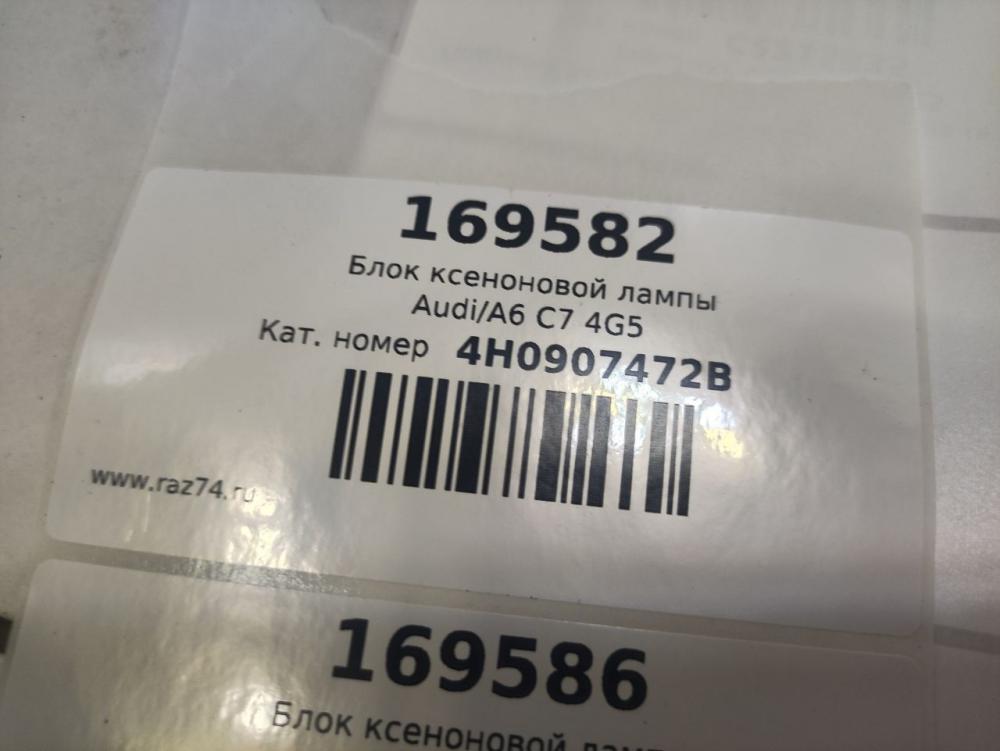 169582
Блок ксеноновой лампы
Audi/A6 C7 4G5
Кат. номер 4H0907472B
www.raz74.ru
169586
Блок ксеноновой